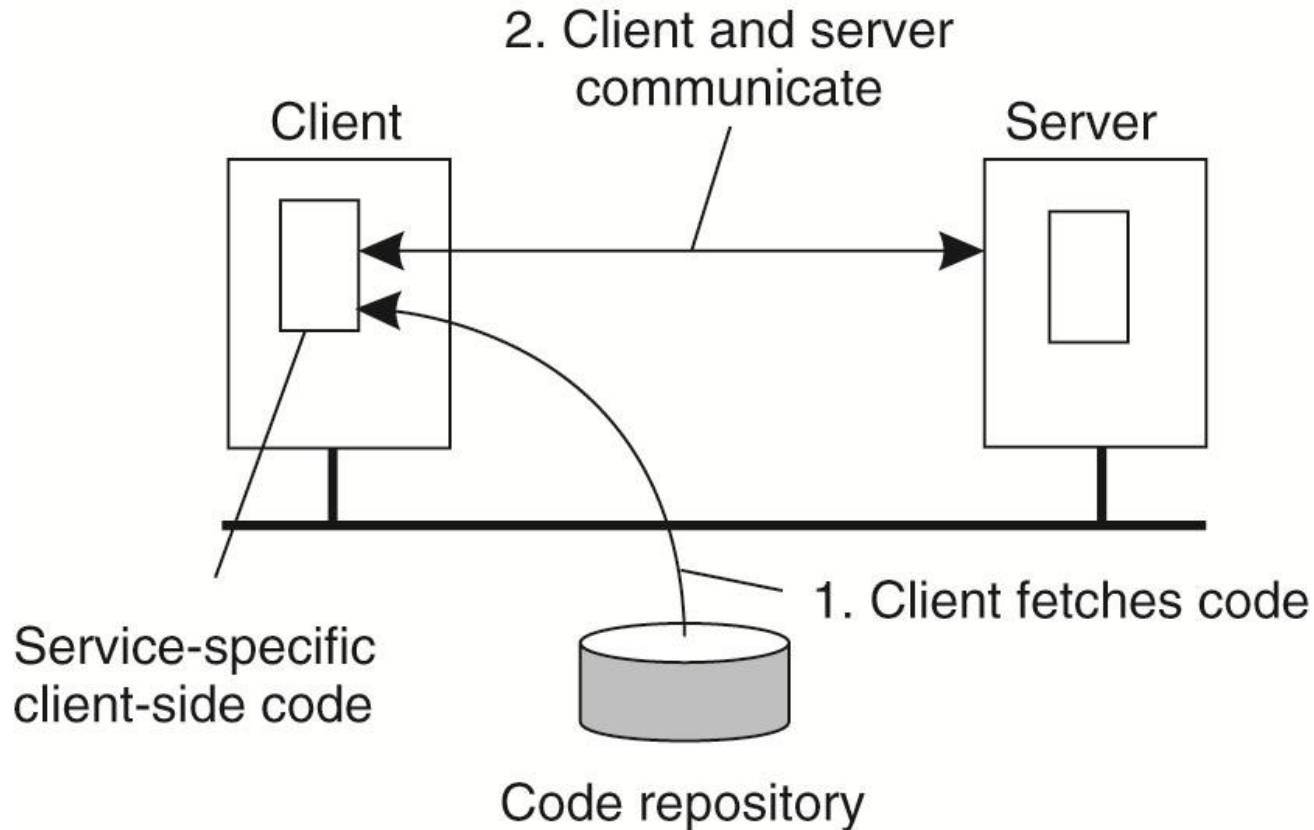 2. Client and server
communicate
Client
Server
1. Client fetches code
Service-specific
client-side code
Code repository